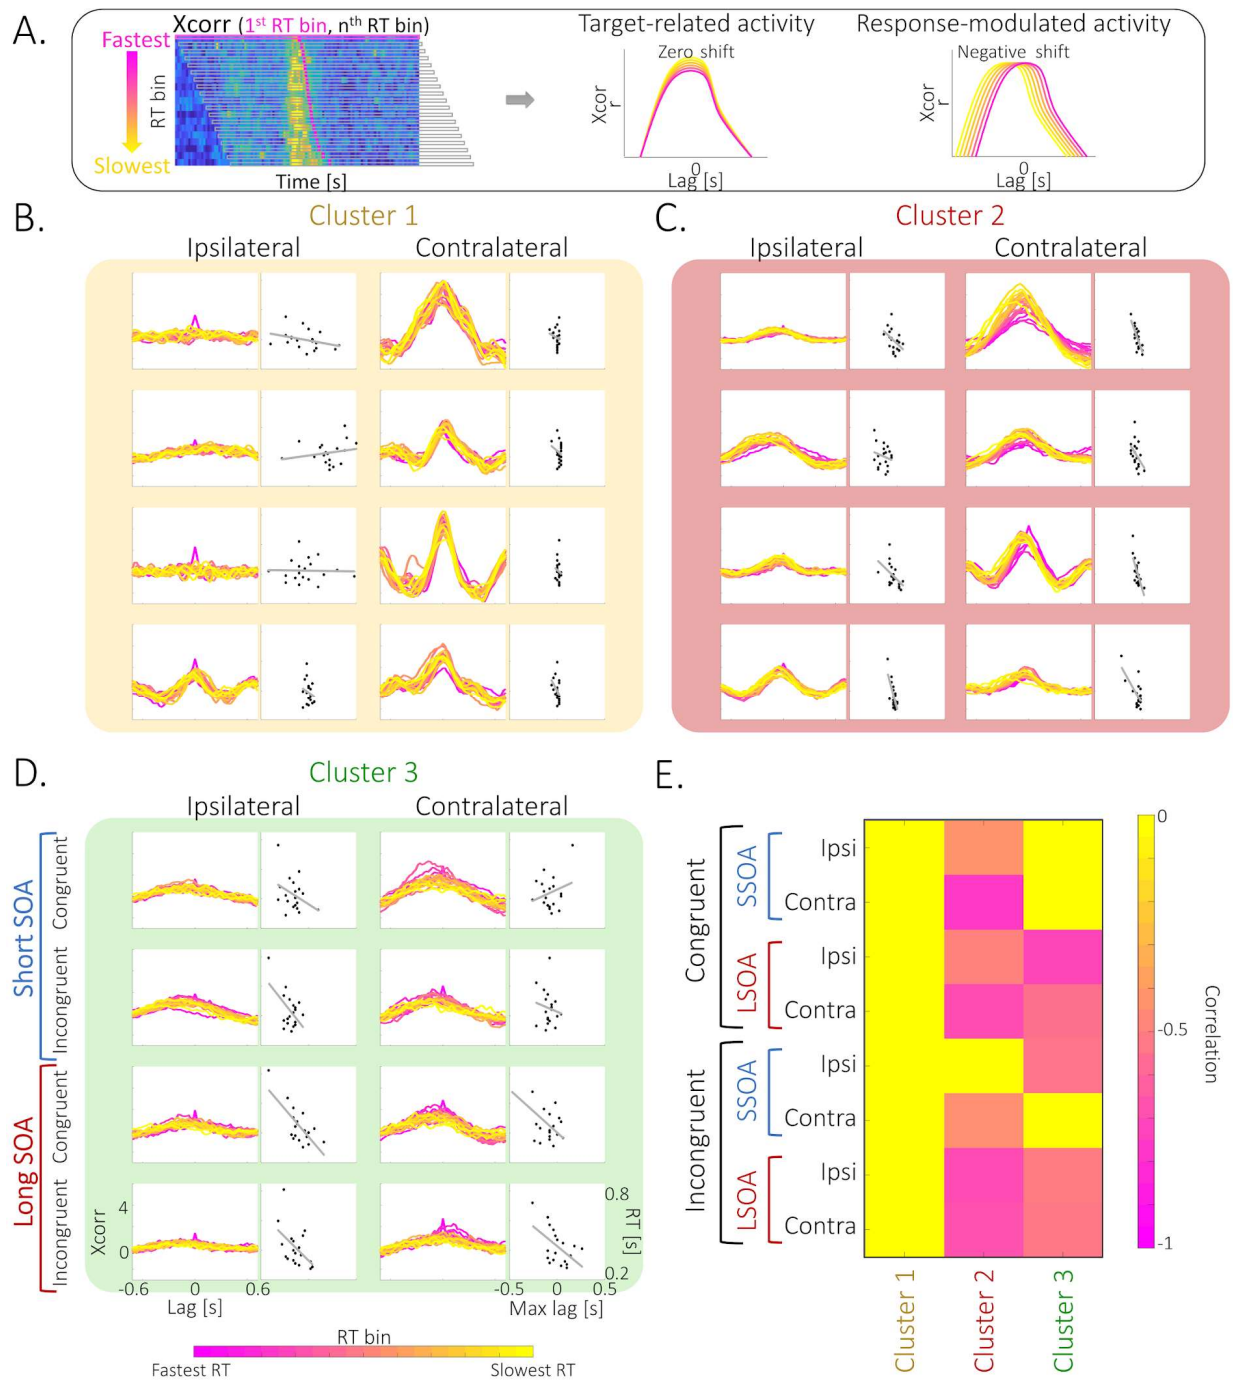 A.
Xcorr (1st RT bin, nth RT bin)
Fastest
RT bin
Slowest
Time [s]
Target-related activity
Zero shift
Xcor
r
0
Lag [s]
Response-modulated activity
Negative shift
Xcor
r
0
Lag [s]
B.
Cluster 1
Ipsilateral
Contralateral
C.
Cluster 2
Ipsilateral
Contralateral
D.
Cluster 3
Ipsilateral
Contralateral
Short SOA
Congruent
Incongruent
Long SOA
Congruent
Incongruent
Xcorr
4
0
-0.6
0
0.6
Lag [s]
0.8
RT [s]
0.2
-0.5
0
0.5
Max lag [s]
RT bin
Fastest RT
Slowest RT
E.
Congruent
SSOA
Ipsi
Contra
LSOA
Ipsi
Contra
Incongruent
SSOA
Ipsi
Contra
LSOA
Ipsi
Contra
Cluster 1
Cluster 2
Cluster 3
0
-0.5
-1
Correlation